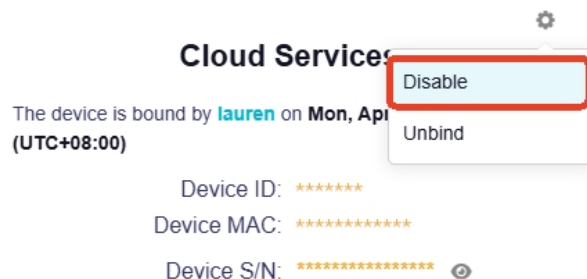 Cloud Services
Disable
The device is bound by lauren on Mon, Ap
Unbind
(UTC+08:00)
Device ID: *******
Device MAC: ************
Device S/N: ****************